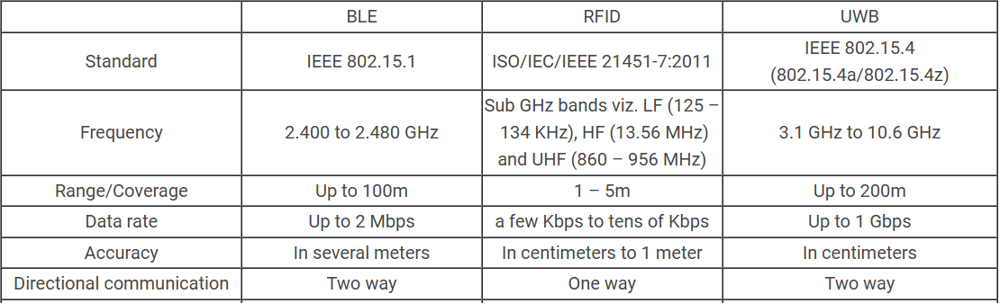 BLE RFID UWB
Standard IEEE 802.15.1 ISO/IEC/IEEE 21451-7:2011 IEEE 802.15.4
(802.15.4a/802.15.4z)
Frequency 2.400 to 2.480 GHz Sub GHz bands viz. LF (125 –
134 KHz), HF (13.56 MHz)
and UHF (860 – 956 MHz) 3.1 GHz to 10.6 GHz
Range/Coverage Up to 100m 1 – 5m Up to 200m
Data rate Up to 2 Mbps a few Kbps to tens of Kbps Up to 1 Gbps
Accuracy In several meters In centimeters to 1 meter In centimeters
Directional communication Two way One way Two way